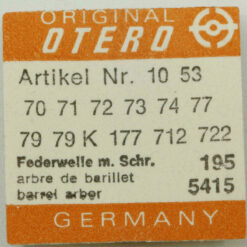 ORIGINAL
OTERO
Artikel Nr. 10 53
70 71 72 73 74 77
79 79 K 177 712 722
Federwelle m. Schr. 195
arbre de barillet 5415
barrel arber
GERMANY